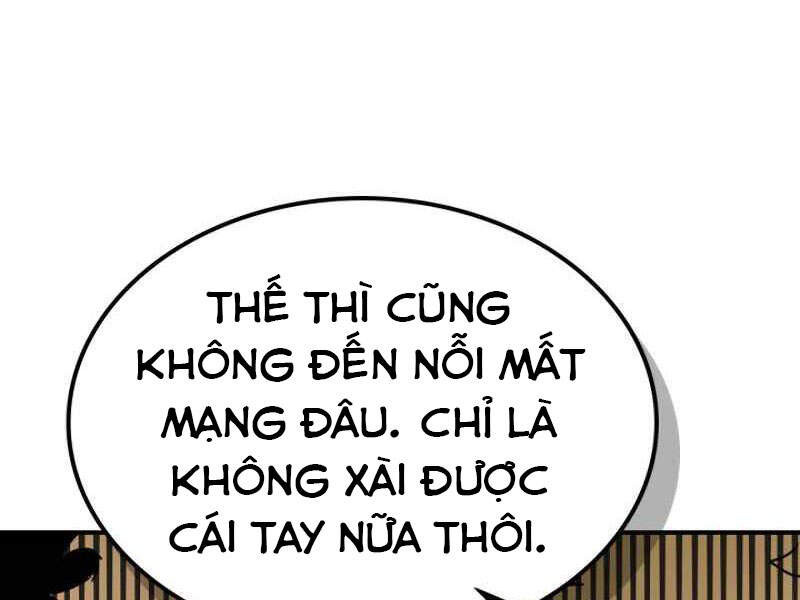 THẾ THÌ CŨNG
KHÔNG ĐẾN NỖI MẤT
MẠNG ĐÂU. CHỈ LÀ
KHÔNG XÀI ĐƯỢC
CÁI TAY NỮA THÔI.